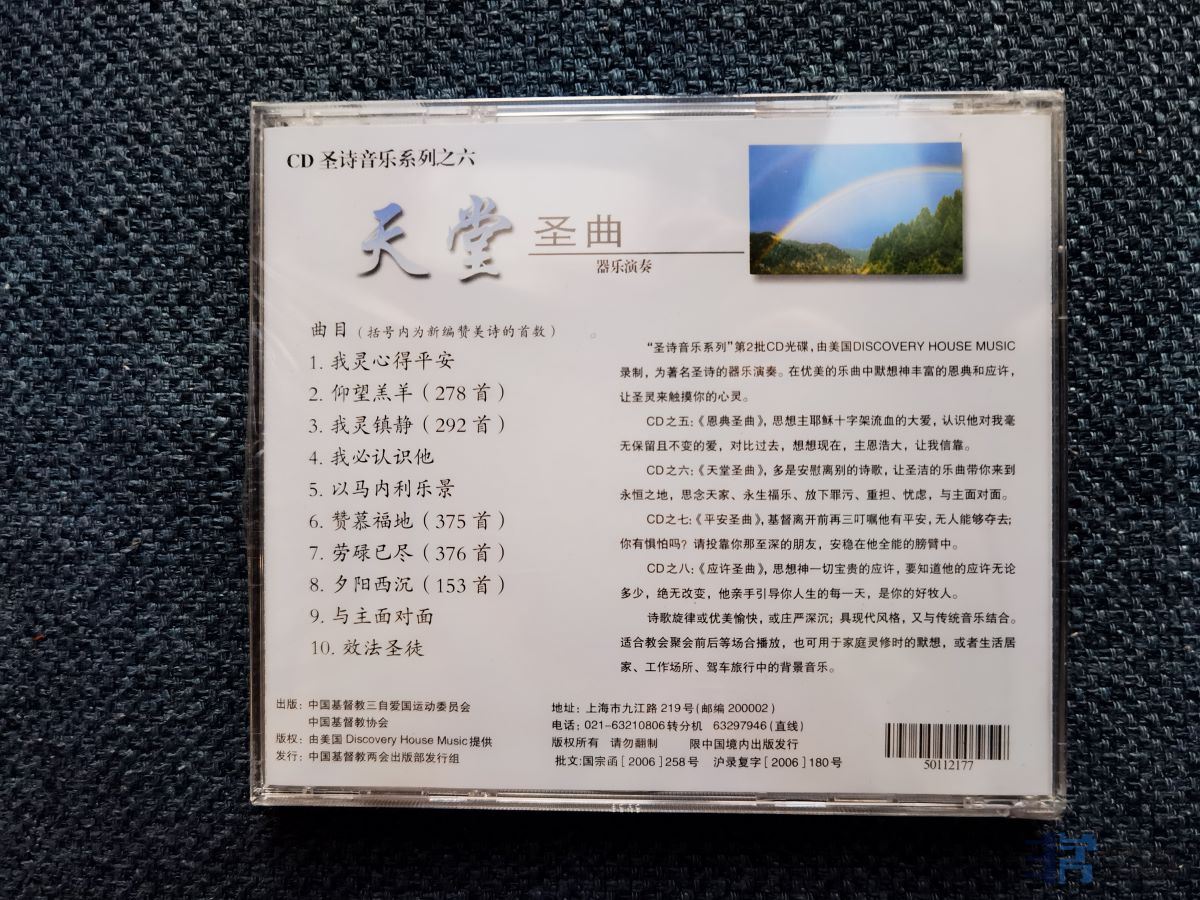 CD 圣诗音乐系列之六
天堂 圣曲
器乐演奏
曲目（括号内为新编赞美诗的首数）
1. 我灵心得平安
2. 仰望羔羊（278 首）
3. 我灵镇静（292 首）
4. 我必认识他
5. 以马内利乐景
6. 赞慕福地（375 首）
7. 劳碌已尽（376 首）
8. 夕阳西沉（153 首）
9. 与主面对面
10. 效法圣徒
“圣诗音乐系列”第2批CD光碟，由美国DISCOVERY HOUSE MUSIC
录制，为著名圣诗的器乐演奏。在优美的乐曲中默想神丰富的恩典和应许，
让圣灵来触摸你的心灵。
CD之五:《恩典圣曲》，思想主耶稣十字架流血的大爱，认识他对我毫
无保留且不变的爱，对比过去，想想现在，主恩浩大，让我信靠。
CD之六:《天堂圣曲》，多是安慰离别的诗歌，让圣洁的乐曲带你来到
永恒之地，思念天家、永生福乐、放下罪污、重担、忧虑，与主面对面。
CD之七:《平安圣曲》，基督离开前再三叮嘱他有平安，无人能够夺去;
你有惧怕吗？请投靠你那至深的朋友，安稳在他全能的膀臂中。
CD之八:《应许圣曲》，思想神一切宝贵的应许，要知道他的应许无论
多少，绝无改变，他亲手引导你人生的每一天，是你的好牧人。
诗歌旋律或优美愉快，或庄严深沉；具现代风格，又与传统音乐结合。
适合教会聚会前后等场合播放，也可用于家庭灵修时的默想，或者生活居
家、工作场所、驾车旅行中的背景音乐。
出版：中国基督教三自爱国运动委员会
中国基督教协会
版权：由美国 Discovery House Music 提供
发行：中国基督教两会出版部发行组
地址：上海市九江路 219 号 (邮编 200002)
电话：021-63210806 转分机 63297946 (直线)
版权所有 请勿翻制 限中国境内出版发行
批文:国宗函［2006］258 号 沪录复字［2006］180 号
50112177